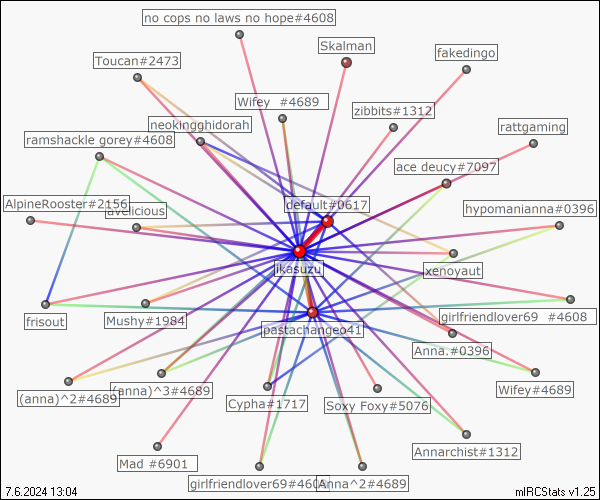 no cops no laws no hope#4608
Skalman
fakedingo
Toucan#2473
Wifey #4689
zibbits#1312
neokingghidorah
rattgaming
ramshackle gorey#4608
ace deucy#7097
AlpineRooster#2156
default#0617
avelicious
hypomanianna#0396
jkasuzu
xenoyaut
girlfriendlover69 #4608
frisout
Mushy#1984
pastachangeo41
Anna.#0396
(anna)^2#4689
(anna)^3#4689
Cypha#1717
Soxy Foxy#5076
Wifey#4689
Annarchist#1312
Mad #6901
Anna^2#4689
7.6.2024 13:04
mIRCStats v1.25